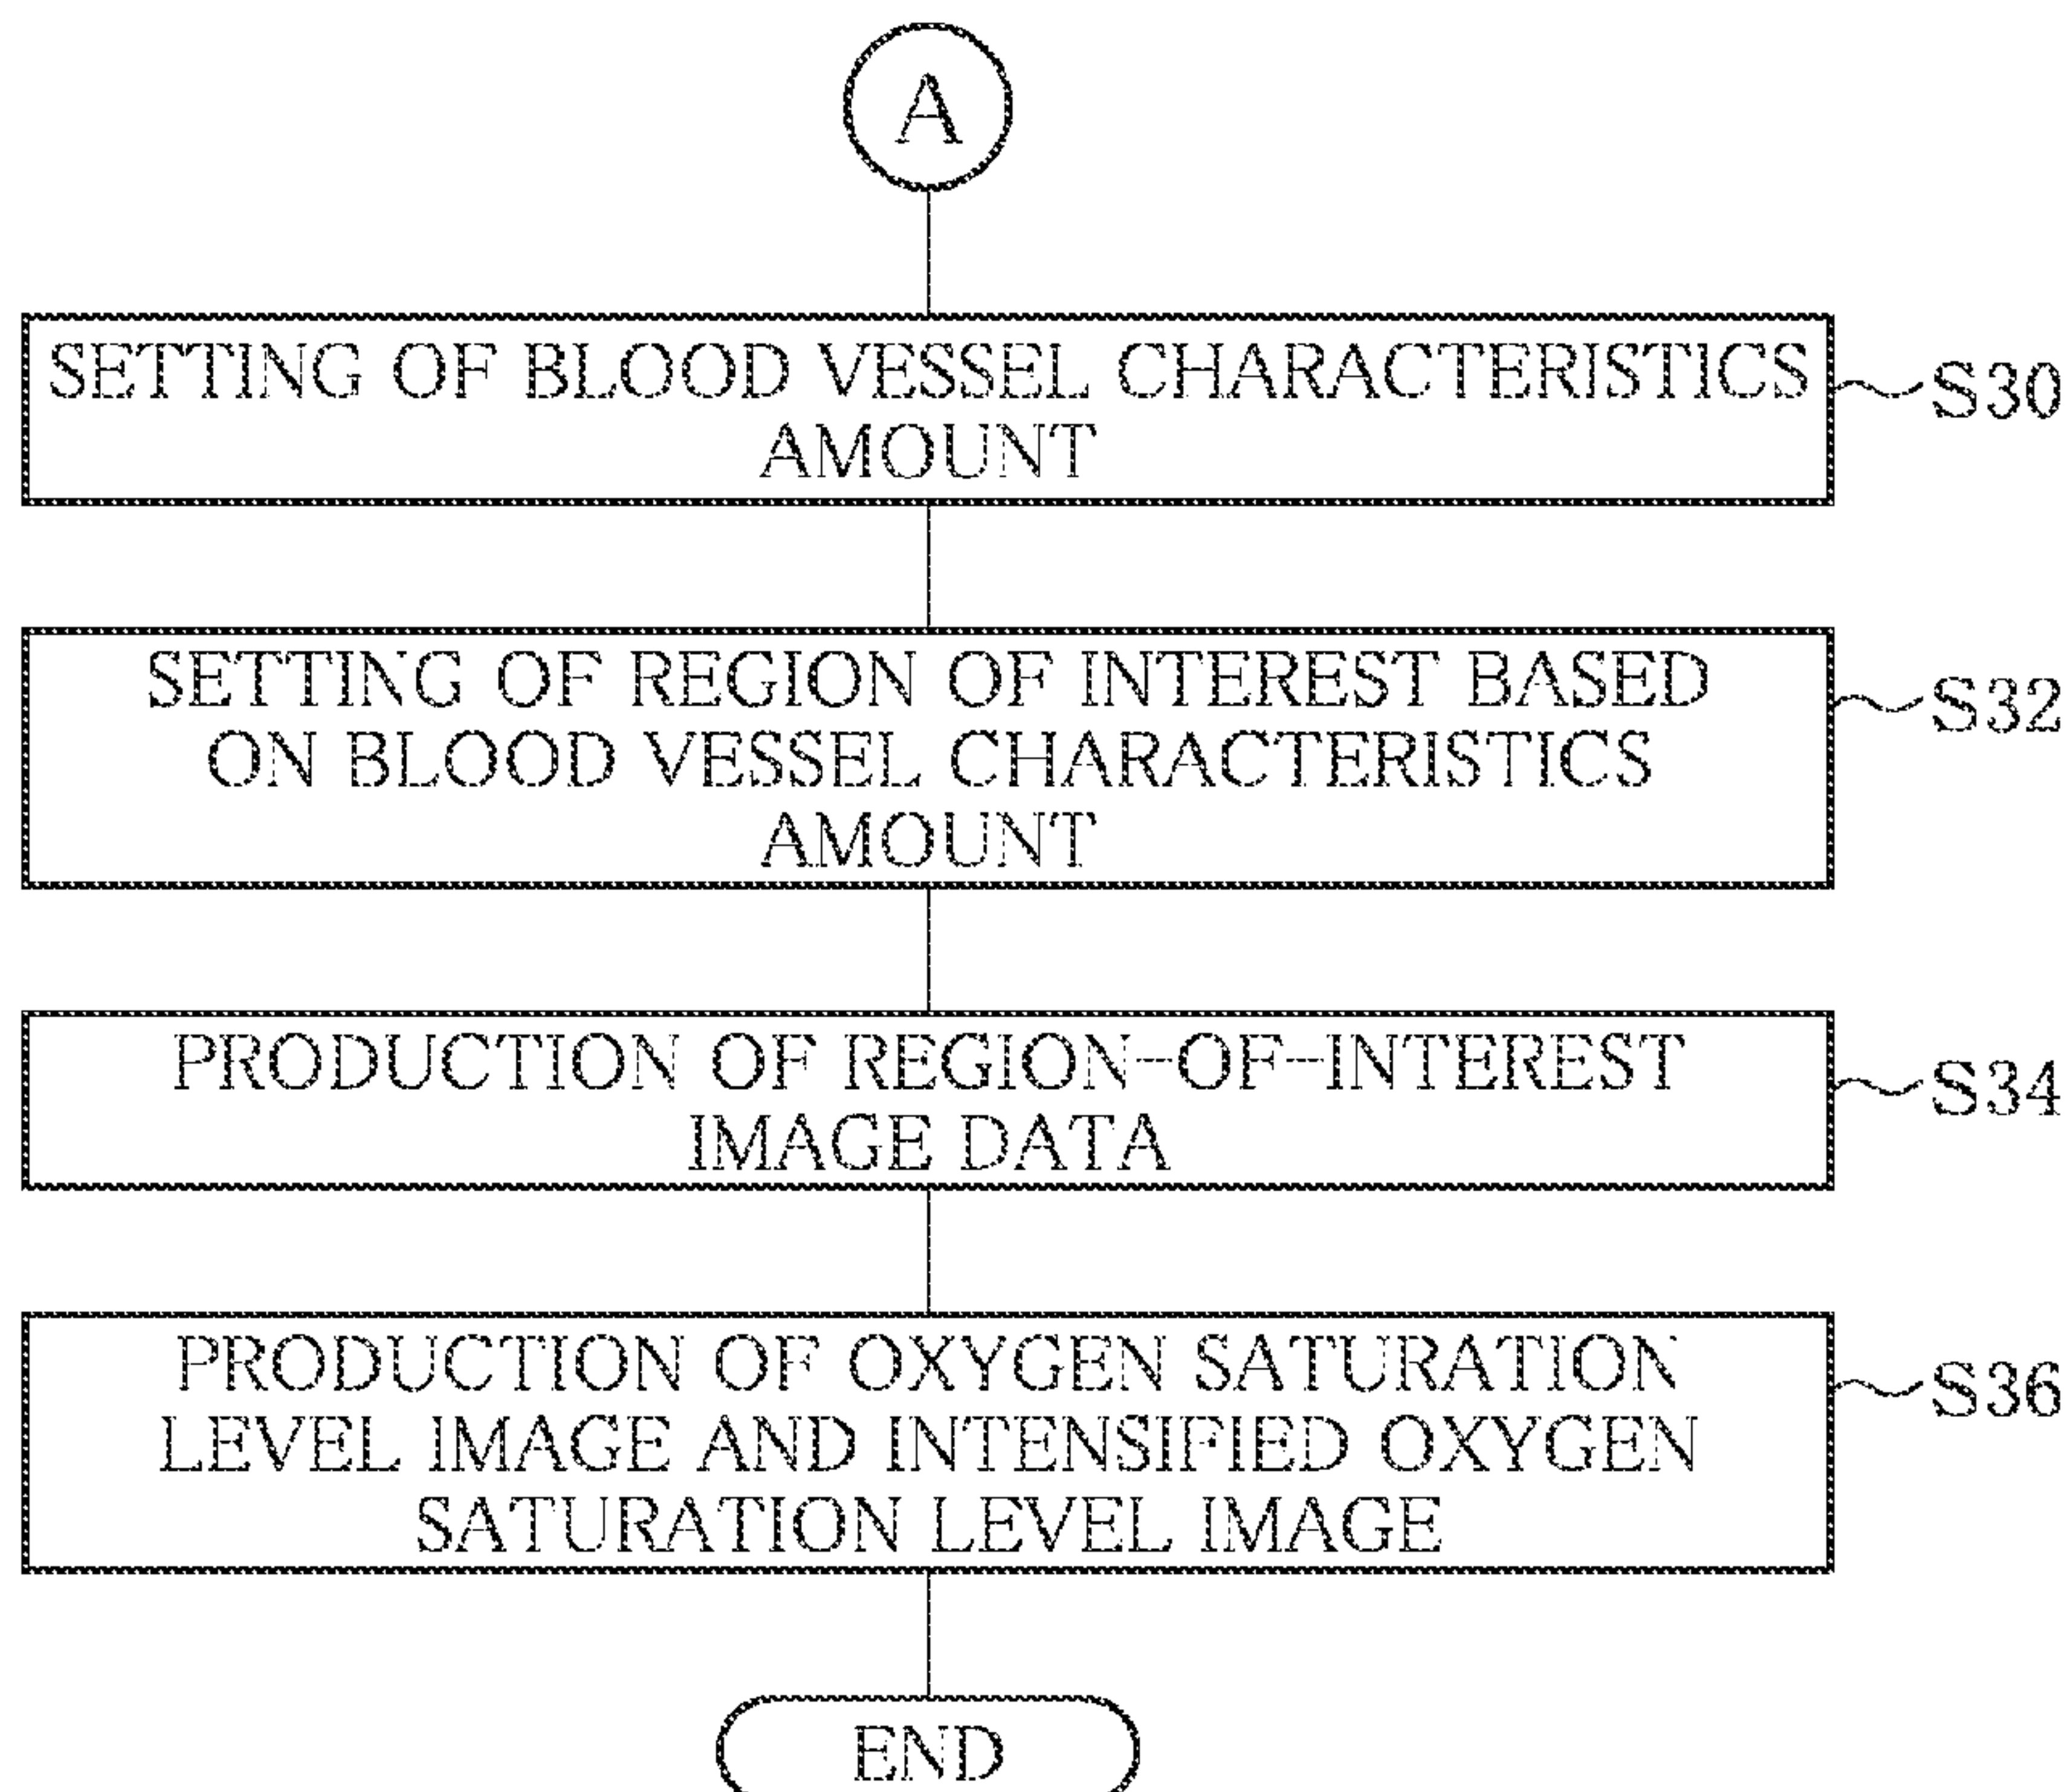 A
SETTING OF BLOOD VESSEL CHARACTERISTICS
AMOUNT
S30
SETTING OF REGION OF INTEREST BASED
ON BLOOD VESSEL CHARACTERISTICS
AMOUNT
S32
PRODUCTION OF REGION-OF-INTEREST
IMAGE DATA
S34
PRODUCTION OF OXYGEN SATURATION
LEVEL IMAGE AND INTENSIFIED OXYGEN
SATURATION LEVEL IMAGE
S36
END